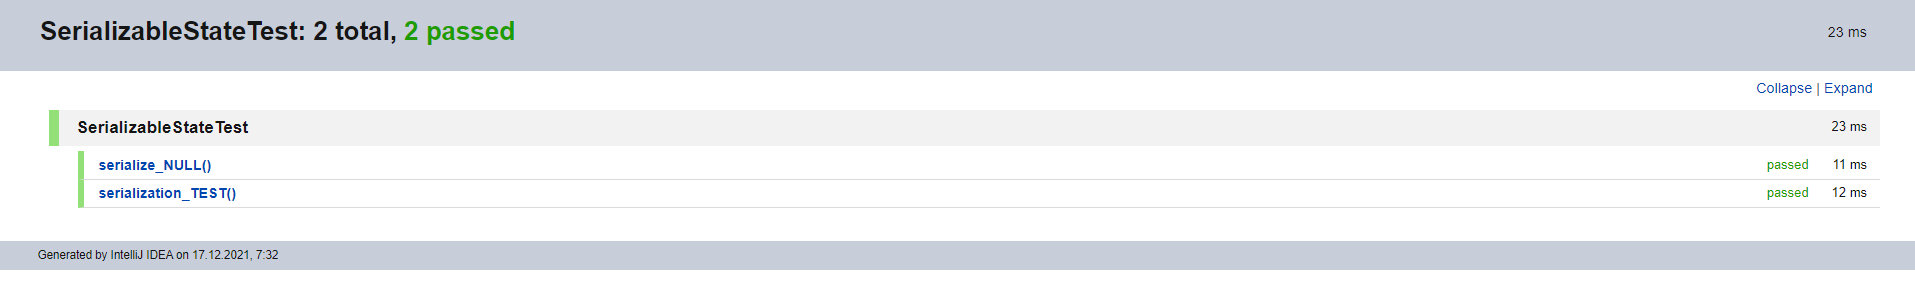 SerializableStateTest: 2 total, 2 passed 23 ms
Collapse | Expand
SerializableStateTest 23 ms
serialize_NULL() passed 11 ms
serialization_TEST() passed 12 ms
Generated by IntelliJ IDEA on 17.12.2021, 7:32